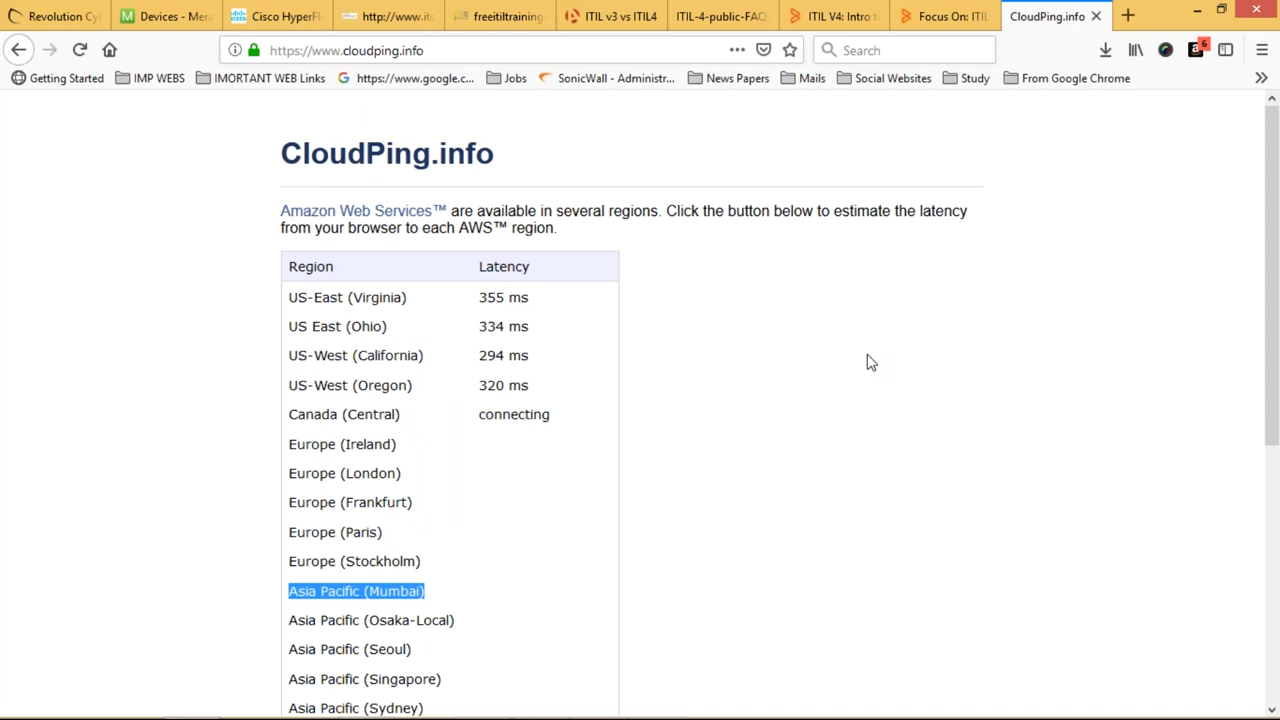 Revolution Cy
Devices - Mera
Cisco HyperFl
http://www.its
freeitiltraining
ITIL v3 vs ITIL4
ITIL-4-public-FAQ
ITIL V4: Intro t
Focus On: ITIL
CloudPing.info
https://www.cloudping.info
Search
6
Getting Started
IMP WEBS
IMORTANT WEB Links
https://www.google.c...
Jobs
SonicWall - Administr...
News Papers
Mails
Social Websites
Study
From Google Chrome
CloudPing.info
Amazon Web Services™ are available in several regions. Click the button below to estimate the latency
from your browser to each AWS™ region.
Region Latency
US-East (Virginia) 355 ms
US East (Ohio) 334 ms
US-West (California) 294 ms
US-West (Oregon) 320 ms
Canada (Central) connecting
Europe (Ireland)
Europe (London)
Europe (Frankfurt)
Europe (Paris)
Europe (Stockholm)
Asia Pacific (Mumbai)
Asia Pacific (Osaka-Local)
Asia Pacific (Seoul)
Asia Pacific (Singapore)
Asia Pacific (Sydney)